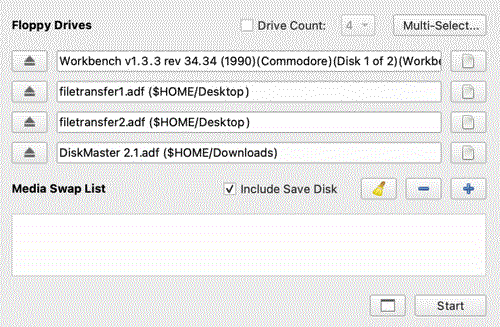 Floppy Drives Drive Count: 4 Multi-Select...
Workbench v1.3.3 rev 34.34 (1990)(Commodore)(Disk 1 of 2)(Workbe
filetransfer1.adf ($HOME/Desktop)
filetransfer2.adf ($HOME/Desktop)
DiskMaster 2.1.adf ($HOME/Downloads)
Media Swap List Include Save Disk
Start